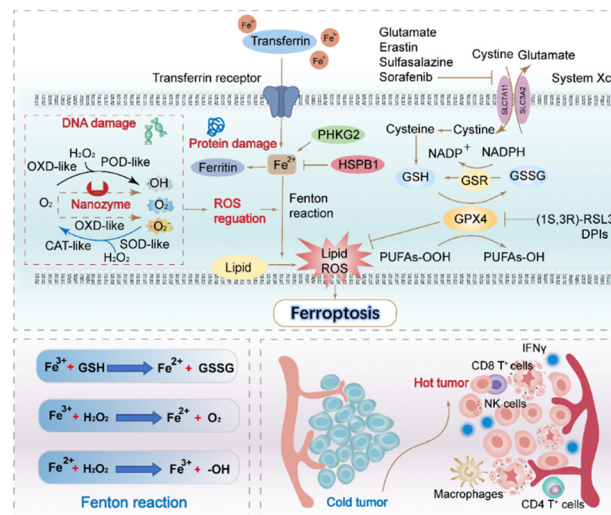 Fe³⁺
Transferrin
Fe³⁺
Fe³⁺
Glutamate
Erastin
Sulfasalazine
Sorafenib
Cystine
Glutamate
Transferrin receptor
SLC7A11
SLC3A2
System Xc
DNA damage
H₂O₂
POD-like
OXD-like
·OH
O₂
Nanozyme
O₂
OXD-like
O₂
CAT-like
SOD-like
H₂O₂
Protein damage
PHKG2
Ferritin
Fe²⁺
HSPB1
ROS
reguation
Fenton
reaction
Cysteine
Cystine
NADP⁺
NADPH
GSH
GSR
GSSG
GPX4
(1S,3R)-RSL3
DPIs
Lipid
Lipid
ROS
PUFAs-OOH
PUFAs-OH
Ferroptosis
Fe³⁺ + GSH Fe²⁺ + GSSG
Fe³⁺ + H₂O₂ Fe²⁺ + O₂
Fe²⁺ + H₂O₂ Fe³⁺ + -OH
Fenton reaction
IFNγ
CD8 T⁺ cells
Hot tumor
NK cells
Cold tumor
Macrophages
CD4 T⁺ cells